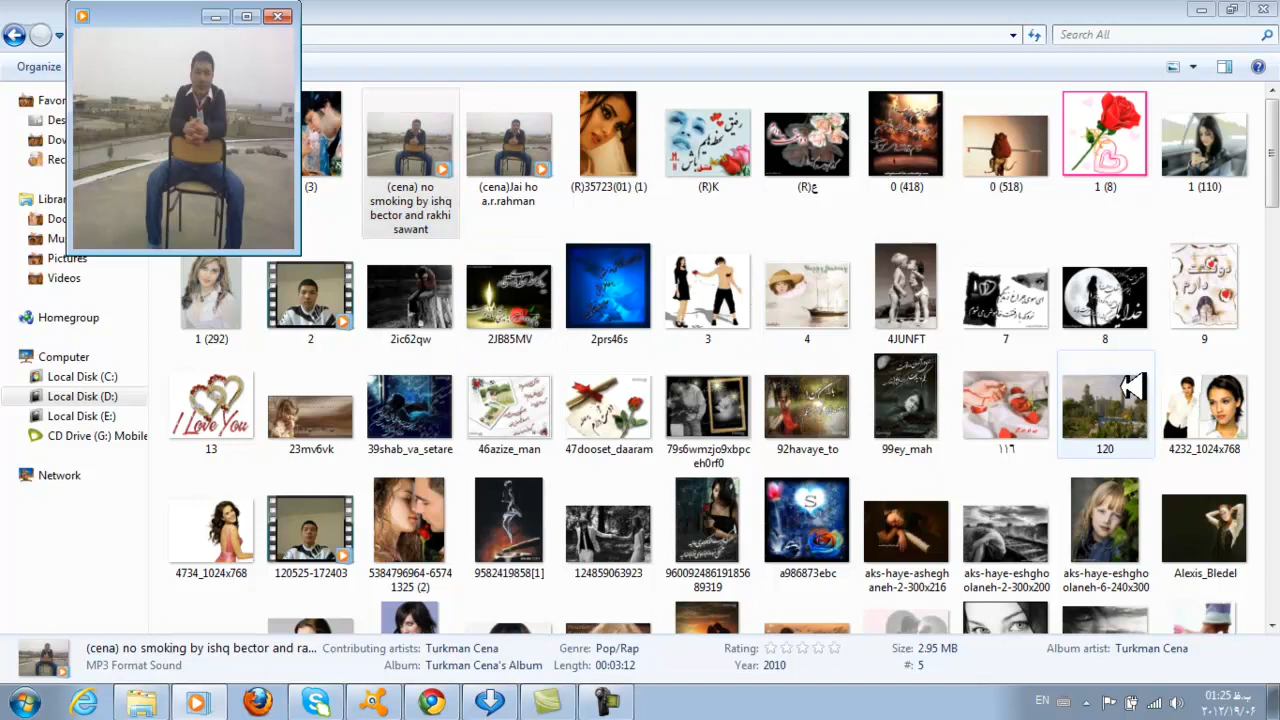 Search All
Organize
Favor
Des
Dov
Rec
Librar
Doc
Mu
Pictures
Videos
Homegroup
Computer
Local Disk (C:)
Local Disk (D:)
Local Disk (E:)
CD Drive (G:) Mobile
Network
(3)
(cena) no
smoking by ishq
bector and rakhi
sawant
(cena)Jai ho
a.r.rahman
(R)35723(01) (1)
(R)K
(R)ع
0 (418)
0 (518)
1 (8)
1 (110)
1 (292)
2
2ic62qw
2JB85MV
2prs46s
3
4
4JUNFT
7
8
9
I Love You
13
23mv6vk
39shab_va_setare
46azize_man
47dooset_daaram
79s6wmzjo9xbpc
eh0rf0
92havaye_to
99ey_mah
١١٦
120
4232_1024x768
S
4734_1024x768
120525-172403
5384796964-6574
1325 (2)
9582419858[1]
124859063923
960092486191856
89319
a986873ebc
aks-haye-ashegh
aneh-2-300x216
aks-haye-eshgho
olaneh-2-300x200
aks-haye-eshgho
olaneh-6-240x300
Alexis_Bledel
(cena) no smoking by ishq bector and ra...
MP3 Format Sound
Contributing artists: Turkman Cena
Album: Turkman Cena's Album
Genre: Pop/Rap
Length: 00:03:12
Rating:
Year: 2010
Size: 2.95 MB
#: 5
Album artist: Turkman Cena
EN
01:25 ب.ظ
٢٠١٢/١٩/٠۶